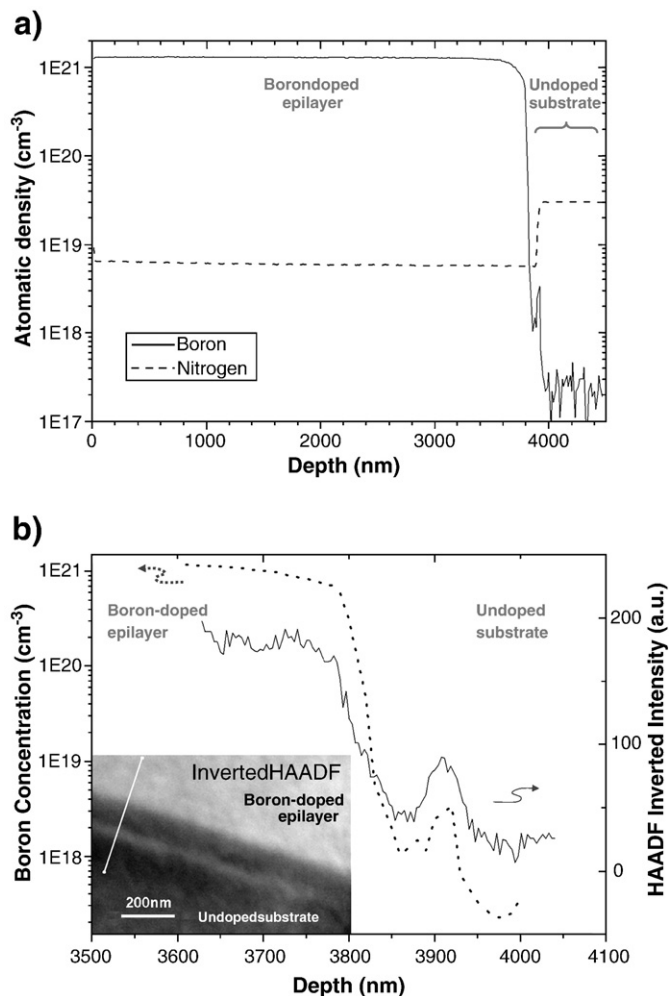 a)
1E21
1E20
1E19
1E18
1E17
Atomatic density (cm-3)
Borondoped
epilayer
Undoped
substrate
Boron
Nitrogen
0
1000
2000
3000
4000
Depth (nm)
b)
1E21
1E20
1E19
1E18
Boron Concentration (cm-3)
Boron-doped
epilayer
Undoped
substrate
200
100
0
HAADF Inverted Intensity (a.u.)
InvertedHAADF
Boron-doped
epilayer
200nm
Undopedsubstrate
3500
3600
3700
3800
3900
4000
4100
Depth (nm)